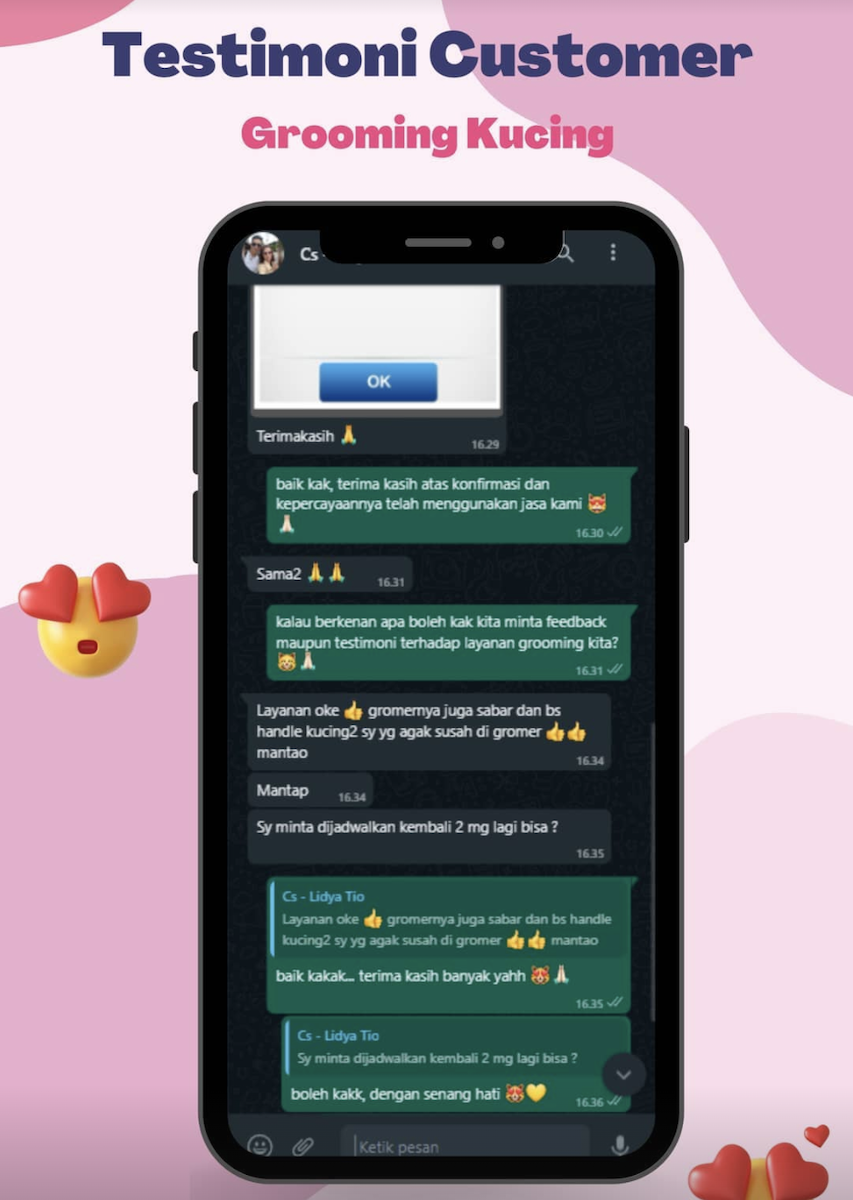 Testimoni Customer
Grooming Kucing
Cs -
OK
Terimakasih 🙏
16.29
baik kak, terima kasih atas konfirmasi dan
kepercayaannya telah menggunakan jasa kami 😻
🙏🏻
16.30
Sama2 🙏🙏
16.31
kalau berkenan apa boleh kak kita minta feedback
maupun testimoni terhadap layanan grooming kita?
😸🙏🏻
16.31
Layanan oke 👍 gromernya juga sabar dan bs
handle kucing2 sy yg agak susah di gromer 👍👍
mantao
16.34
Mantap
16.34
Sy minta dijadwalkan kembali 2 mg lagi bisa ?
16.35
Cs - Lidya Tio
Layanan oke 👍 gromernya juga sabar dan bs handle
kucing2 sy yg agak susah di gromer 👍👍 mantao
baik kakak... terima kasih banyak yahh 😻🙏🏻
16.35
Cs - Lidya Tio
Sy minta dijadwalkan kembali 2 mg lagi bisa ?
boleh kakk, dengan senang hati 😻💛
16.36
Ketik pesan